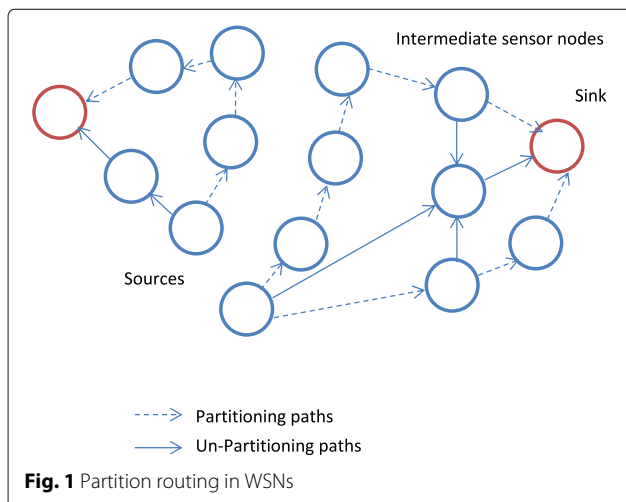 Intermediate sensor nodes
Sink
Sources
Partitioning paths
Un-Partitioning paths
Fig. 1 Partition routing in WSNs